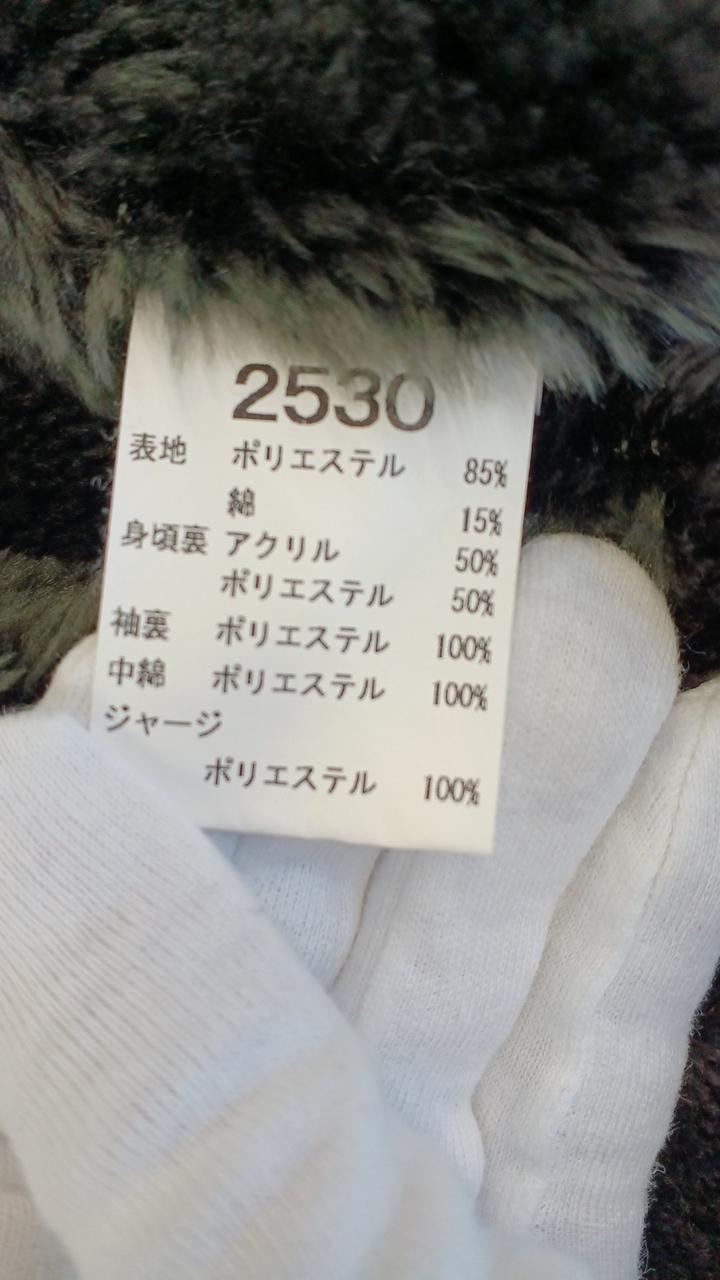 2530
表地 ポリエステル 85%
綿 15%
身頃裏 アクリル 50%
ポリエステル 50%
袖裏 ポリエステル 100%
中綿 ポリエステル 100%
ジャージ
ポリエステル 100%